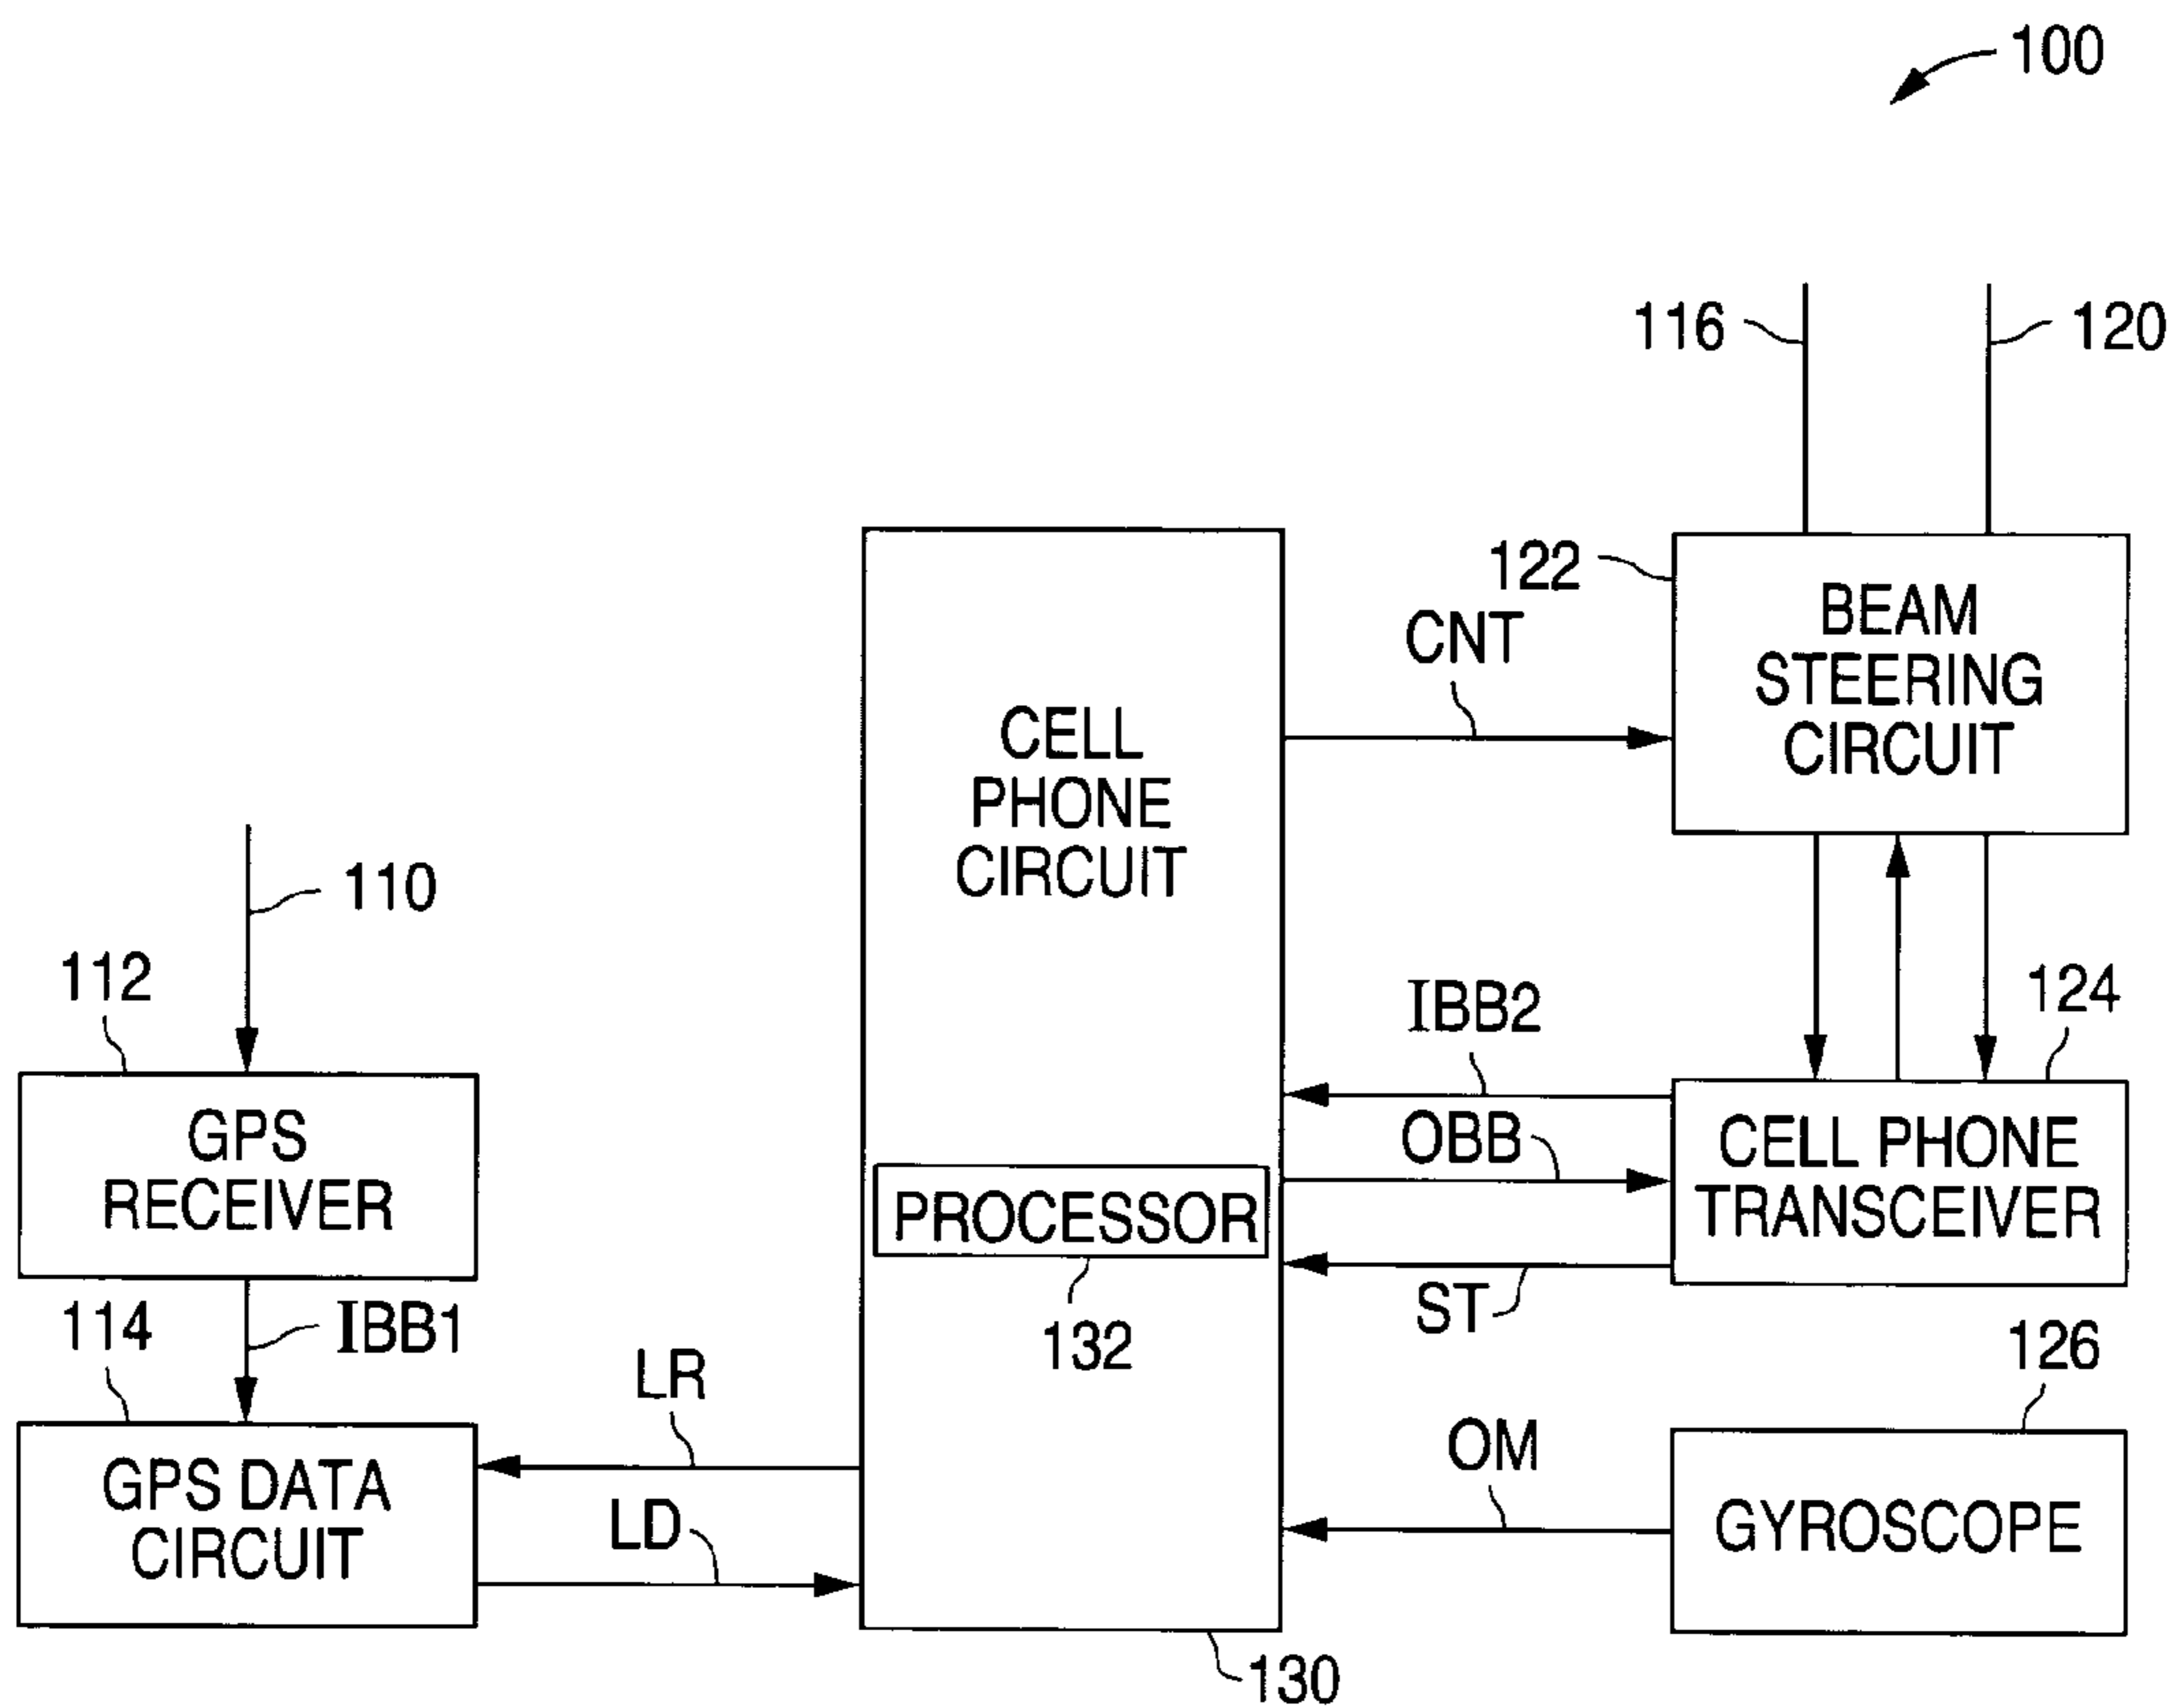 100
116
120
122
BEAM
STEERING
CIRCUIT
CNT
CELL
PHONE
CIRCUIT
110
112
GPS
RECEIVER
IBB2
124
OBB
CELL PHONE
TRANSCEIVER
PROCESSOR
132
ST
114
IBB1
LR
126
GPS DATA
CIRCUIT
LD
OM
GYROSCOPE
130